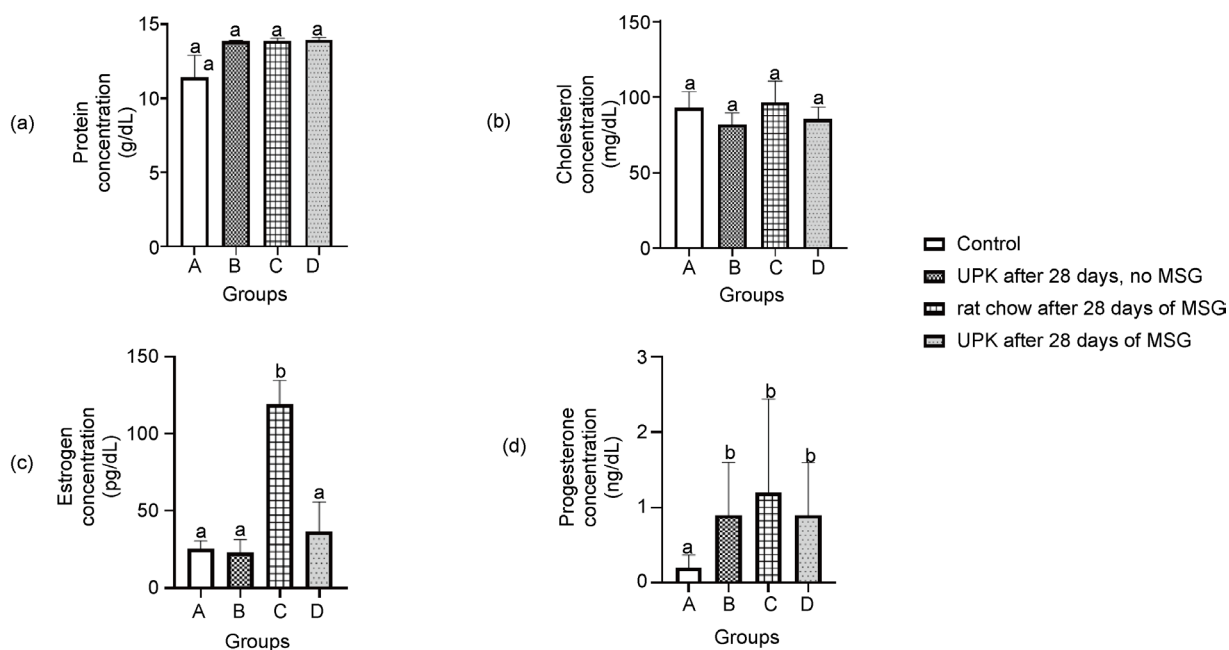 (a)
Protein
concentration
(g/dL)
15
10
5
0
a
a
a
a
a
A
B
C
D
Groups
(b)
Cholesterol
concentration
(mg/dL)
150
100
50
0
a
a
a
a
A
B
C
D
Groups
Control
UPK after 28 days, no MSG
rat chow after 28 days of MSG
UPK after 28 days of MSG
(c)
Estrogen
concentration
(pg/dL)
150
100
50
0
a
a
b
a
A
B
C
D
Groups
(d)
Progesterone
concentration
(ng/dL)
3
2
1
0
a
b
b
b
A
B
C
D
Groups